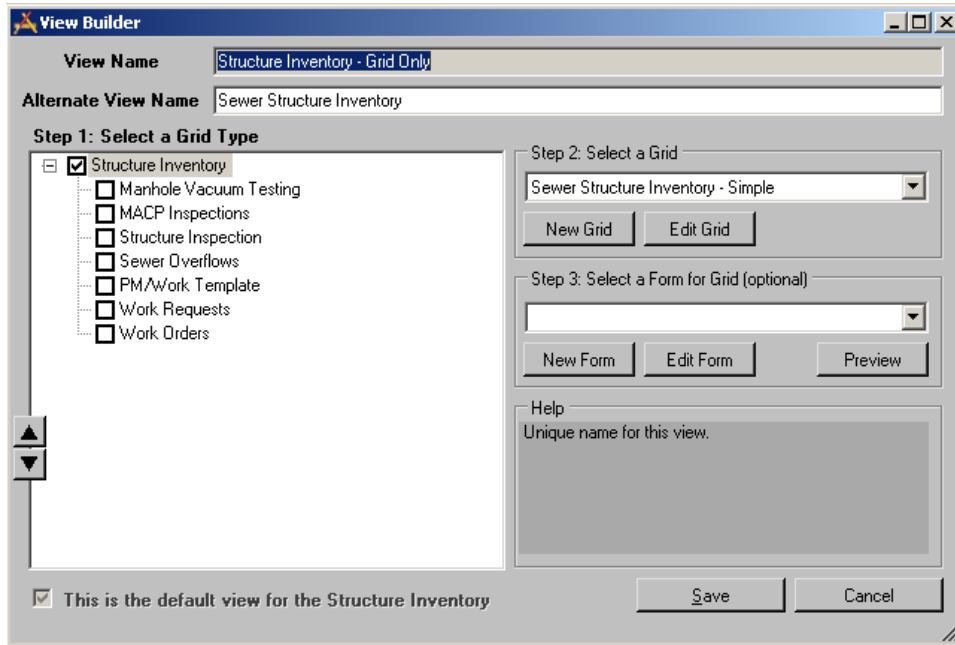 View Builder
View Name
Structure Inventory - Grid Only
Alternate View Name
Sewer Structure Inventory
Step 1: Select a Grid Type
Structure Inventory
Manhole Vacuum Testing
MACP Inspections
Structure Inspection
Sewer Overflows
PM/Work Template
Work Requests
Work Orders
Step 2: Select a Grid
Sewer Structure Inventory - Simple
New Grid
Edit Grid
Step 3: Select a Form for Grid (optional)
New Form
Edit Form
Preview
Help
Unique name for this view.
This is the default view for the Structure Inventory
Save
Cancel